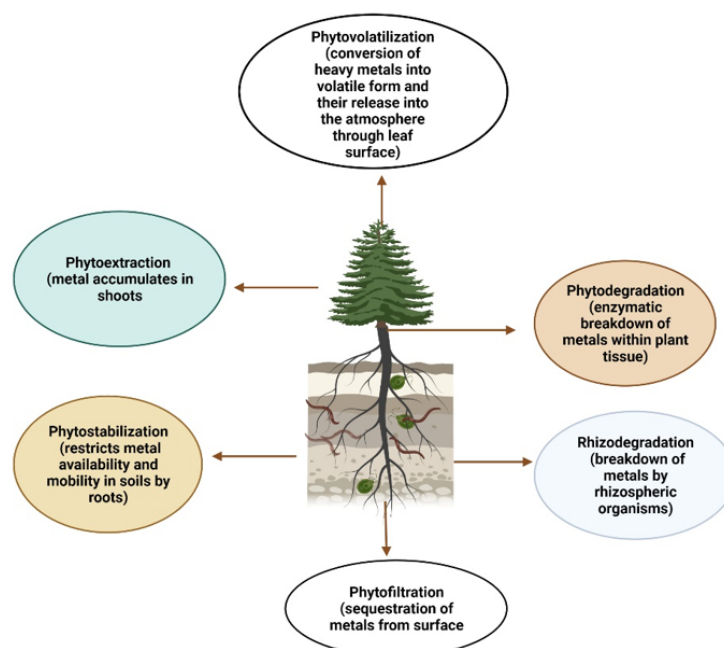 Phytovolatilization
(conversion of
heavy metals into
volatile form and
their release into
the atmosphere
through leaf
surface)
Phytoextraction
(metal accumulates in
shoots
Phytodegradation
(enzymatic
breakdown of
metals within plant
tissue)
Phytostabilization
(restricts metal
availability and
mobility in soils by
roots)
Rhizodegradation
(breakdown of
metals by
rhizospheric
organisms)
Phytofiltration
(sequestration of
metals from surface